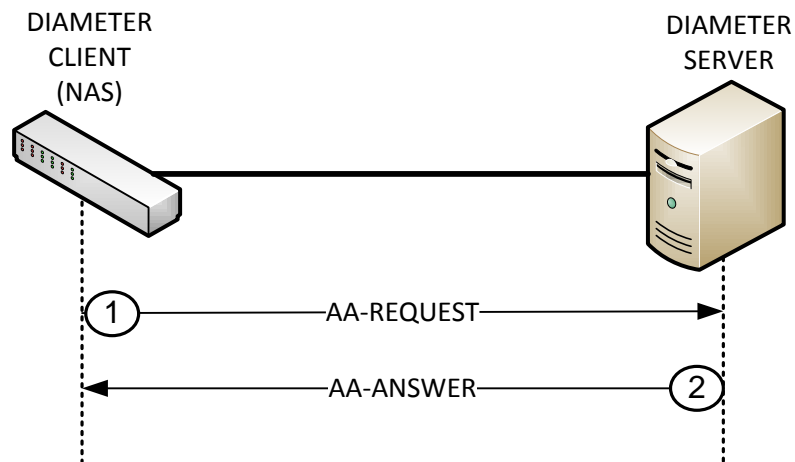 DIAMETER
CLIENT
(NAS)
DIAMETER
SERVER
1
AA-REQUEST
AA-ANSWER
2